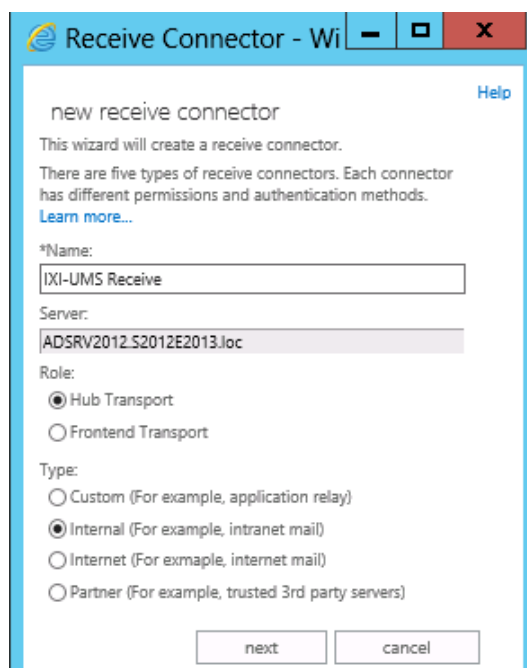 Receive Connector - Wi
Help
new receive connector
This wizard will create a receive connector.
There are five types of receive connectors. Each connector
has different permissions and authentication methods.
Learn more...
*Name:
IXI-UMS Receive
Server:
ADSRV2012.S2012E2013.loc
Role:
Hub Transport
Frontend Transport
Type:
Custom (For example, application relay)
Internal (For example, intranet mail)
Internet (For exmaple, internet mail)
Partner (For example, trusted 3rd party servers)
next cancel